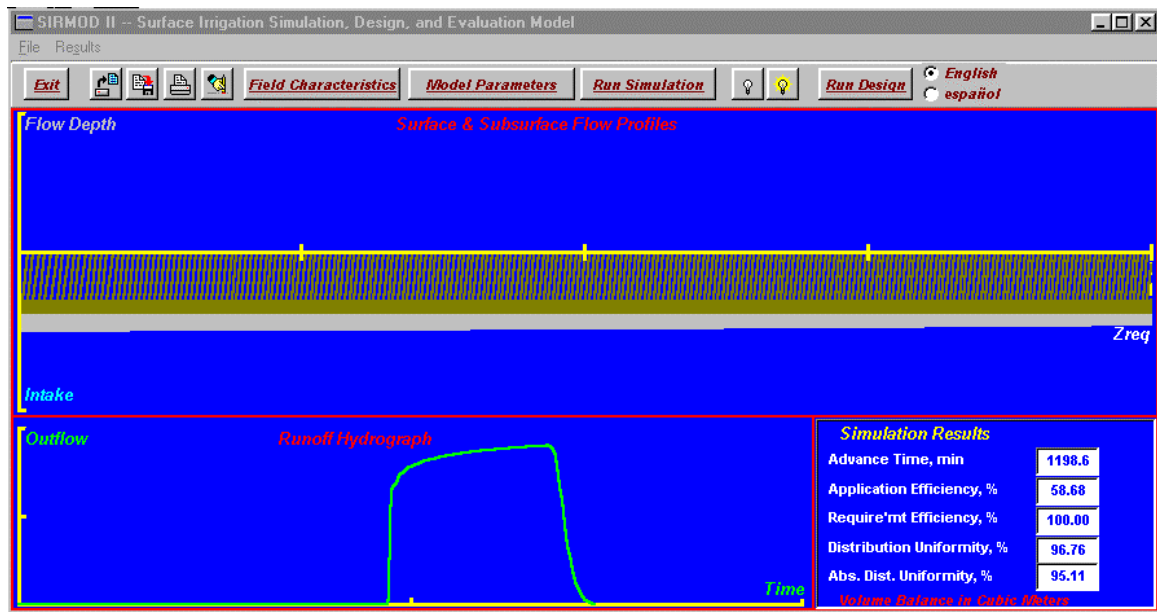 SIRMOD II -- Surface Irrigation Simulation, Design, and Evaluation Model
File Results
Exit Field Characteristics Model Parameters Run Simulation Run Design English
español
Flow Depth Surface & Subsurface Flow Profiles
Zreq
Intake
Outflow Runoff Hydrograph
Time
Simulation Results
Advance Time, min 1198.6
Application Efficiency, % 58.68
Require'mt Efficiency, % 100.00
Distribution Uniformity, % 96.76
Abs. Dist. Uniformity, % 95.11
Volume Balance in Cubic Meters